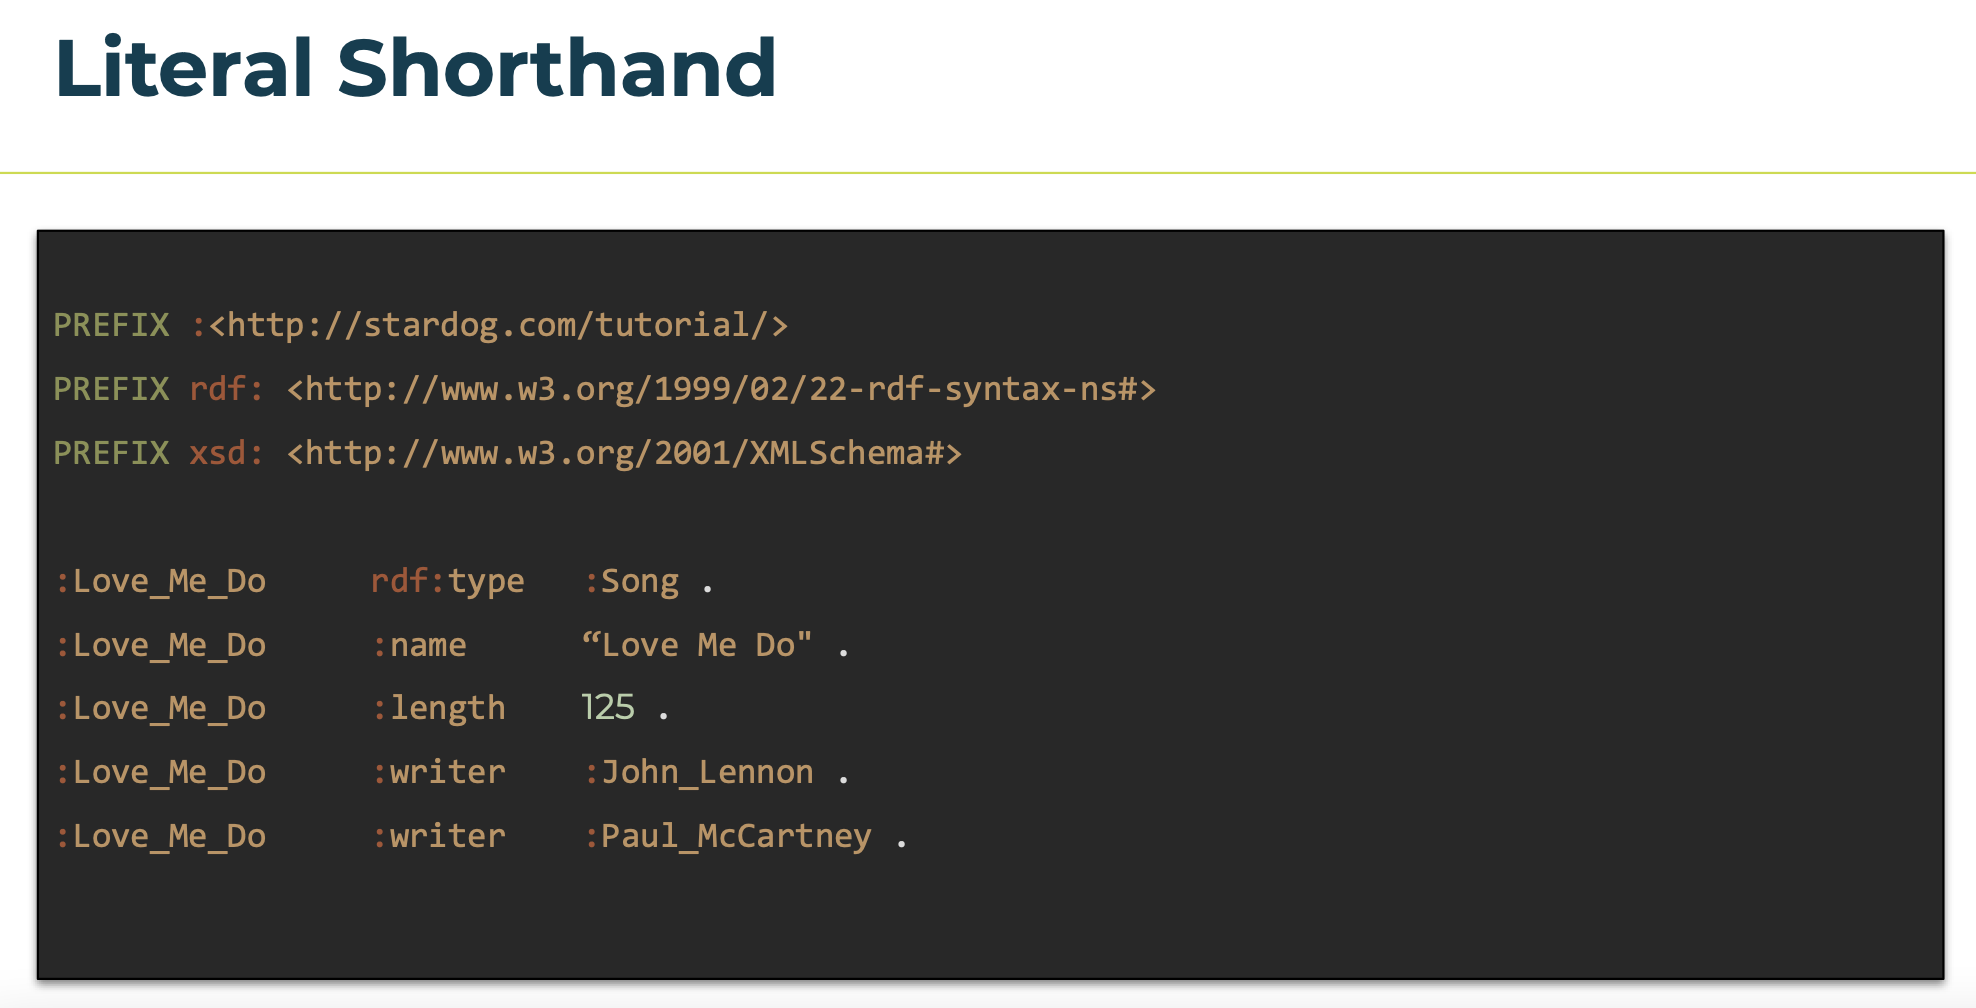 Literal Shorthand
PREFIX :<http://stardog.com/tutorial/>
PREFIX rdf: <http://www.w3.org/1999/02/22-rdf-syntax-ns#>
PREFIX xsd: <http://www.w3.org/2001/XMLSchema#>
:Love_Me_Do rdf:type :Song .
:Love_Me_Do :name “Love Me Do" .
:Love_Me_Do :length 125 .
:Love_Me_Do :writer :John_Lennon .
:Love_Me_Do :writer :Paul_McCartney .